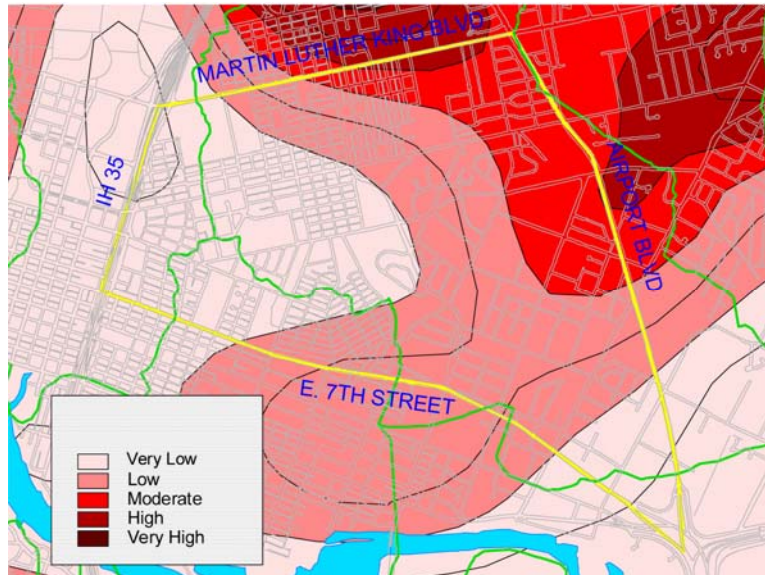 MARTIN LUTHER KING BLVD
IH 35
AIRPORT BLVD
E. 7TH STREET
Very Low
Low
Moderate
High
Very High